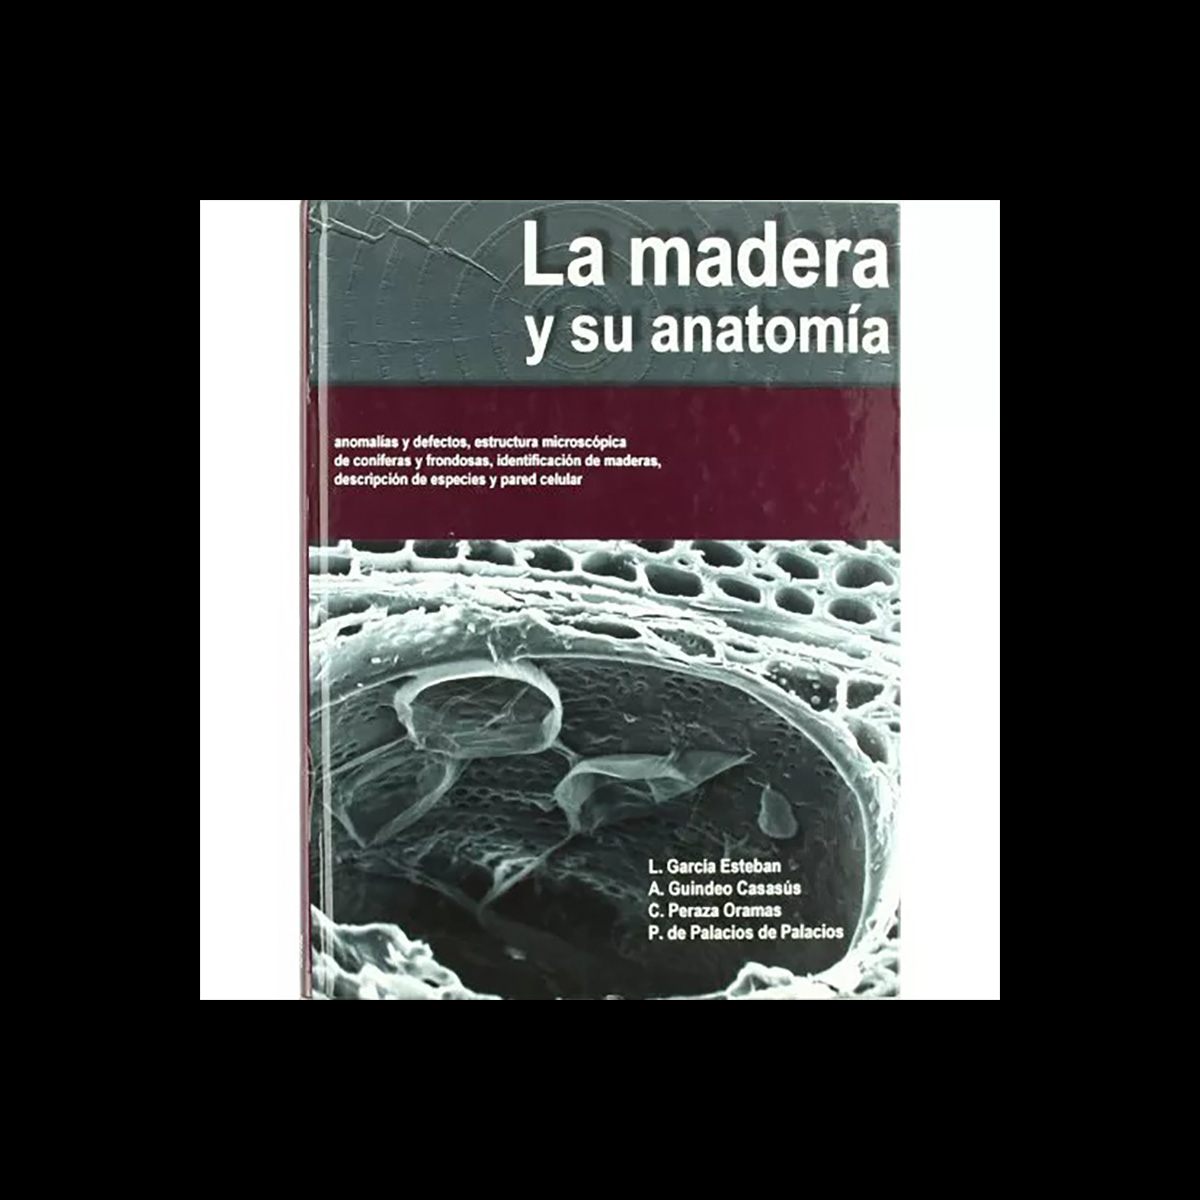 La madera
y su anatomía
anomalías y defectos, estructura microscópica
de coníferas y frondosas, identificación de maderas,
descripción de especies y pared celular
L. García Esteban
A. Guindeo Casasús
C. Peraza Oramas
P. de Palacios de Palacios